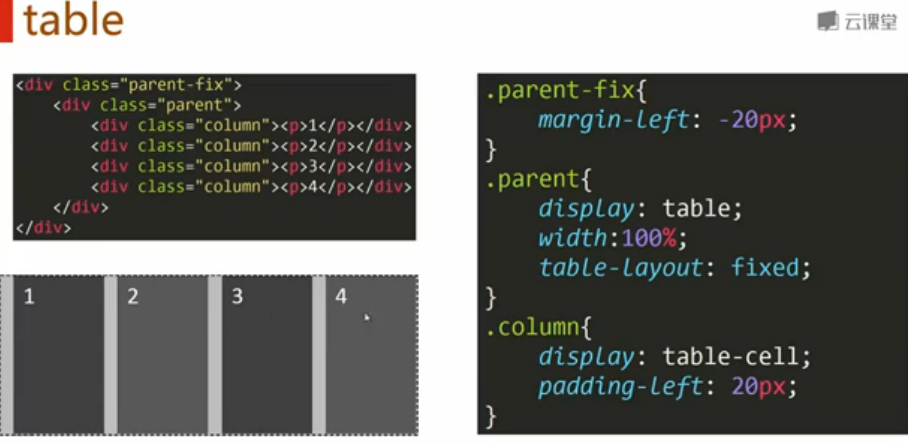 table
云课堂
<div class="parent-fix">
    <div class="parent">
        <div class="column"><p>1</p></div>
        <div class="column"><p>2</p></div>
        <div class="column"><p>3</p></div>
        <div class="column"><p>4</p></div>
    </div>
</div>
1 2 3 4
.parent-fix{
    margin-left: -20px;
}
.parent{
    display: table;
    width:100%;
    table-layout: fixed;
}
.column{
    display: table-cell;
    padding-left: 20px;
}